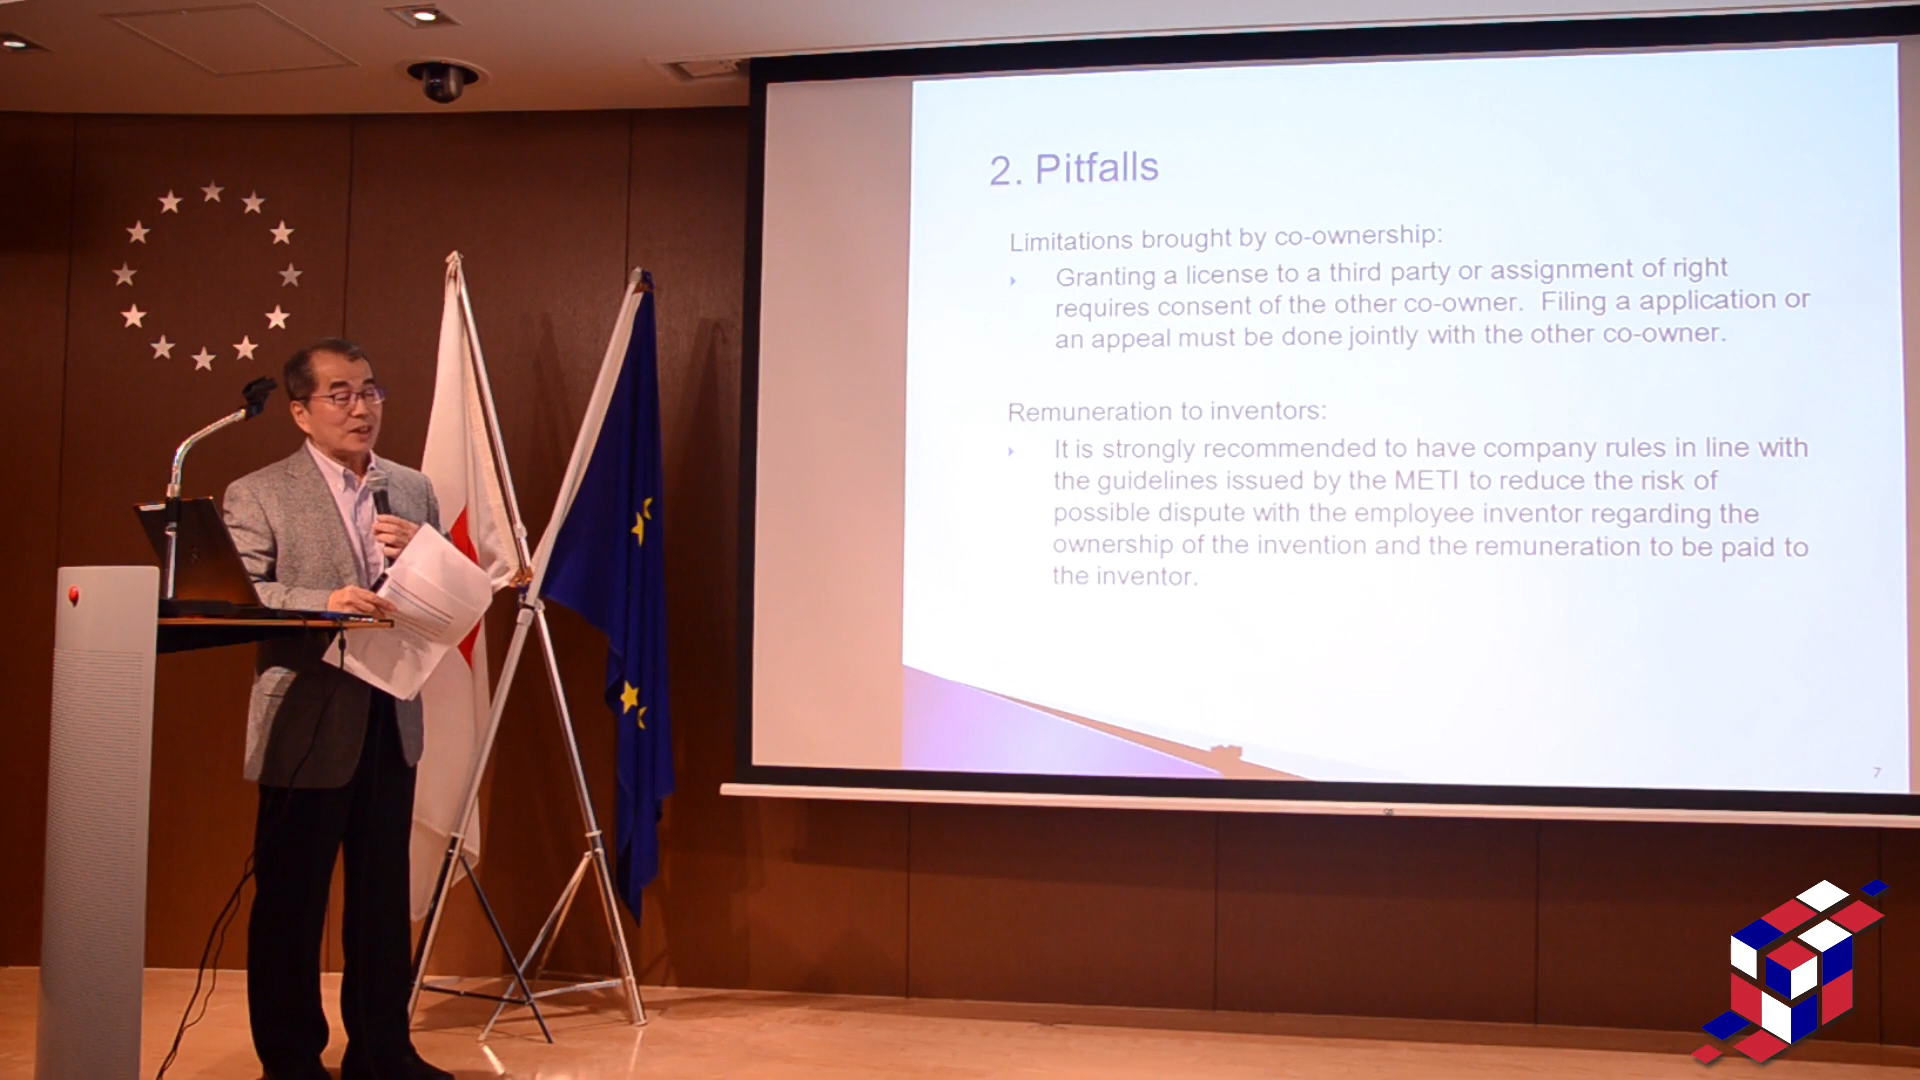 2. Pitfalls
Limitations brought by co-ownership:
Granting a license to a third party or assignment of right
requires consent of the other co-owner. Filing a application or
an appeal must be done jointly with the other co-owner.
Remuneration to inventors:
It is strongly recommended to have company rules in line with
the guidelines issued by the METI to reduce the risk of
possible dispute with the employee inventor regarding the
ownership of the invention and the remuneration to be paid to
the inventor.
7